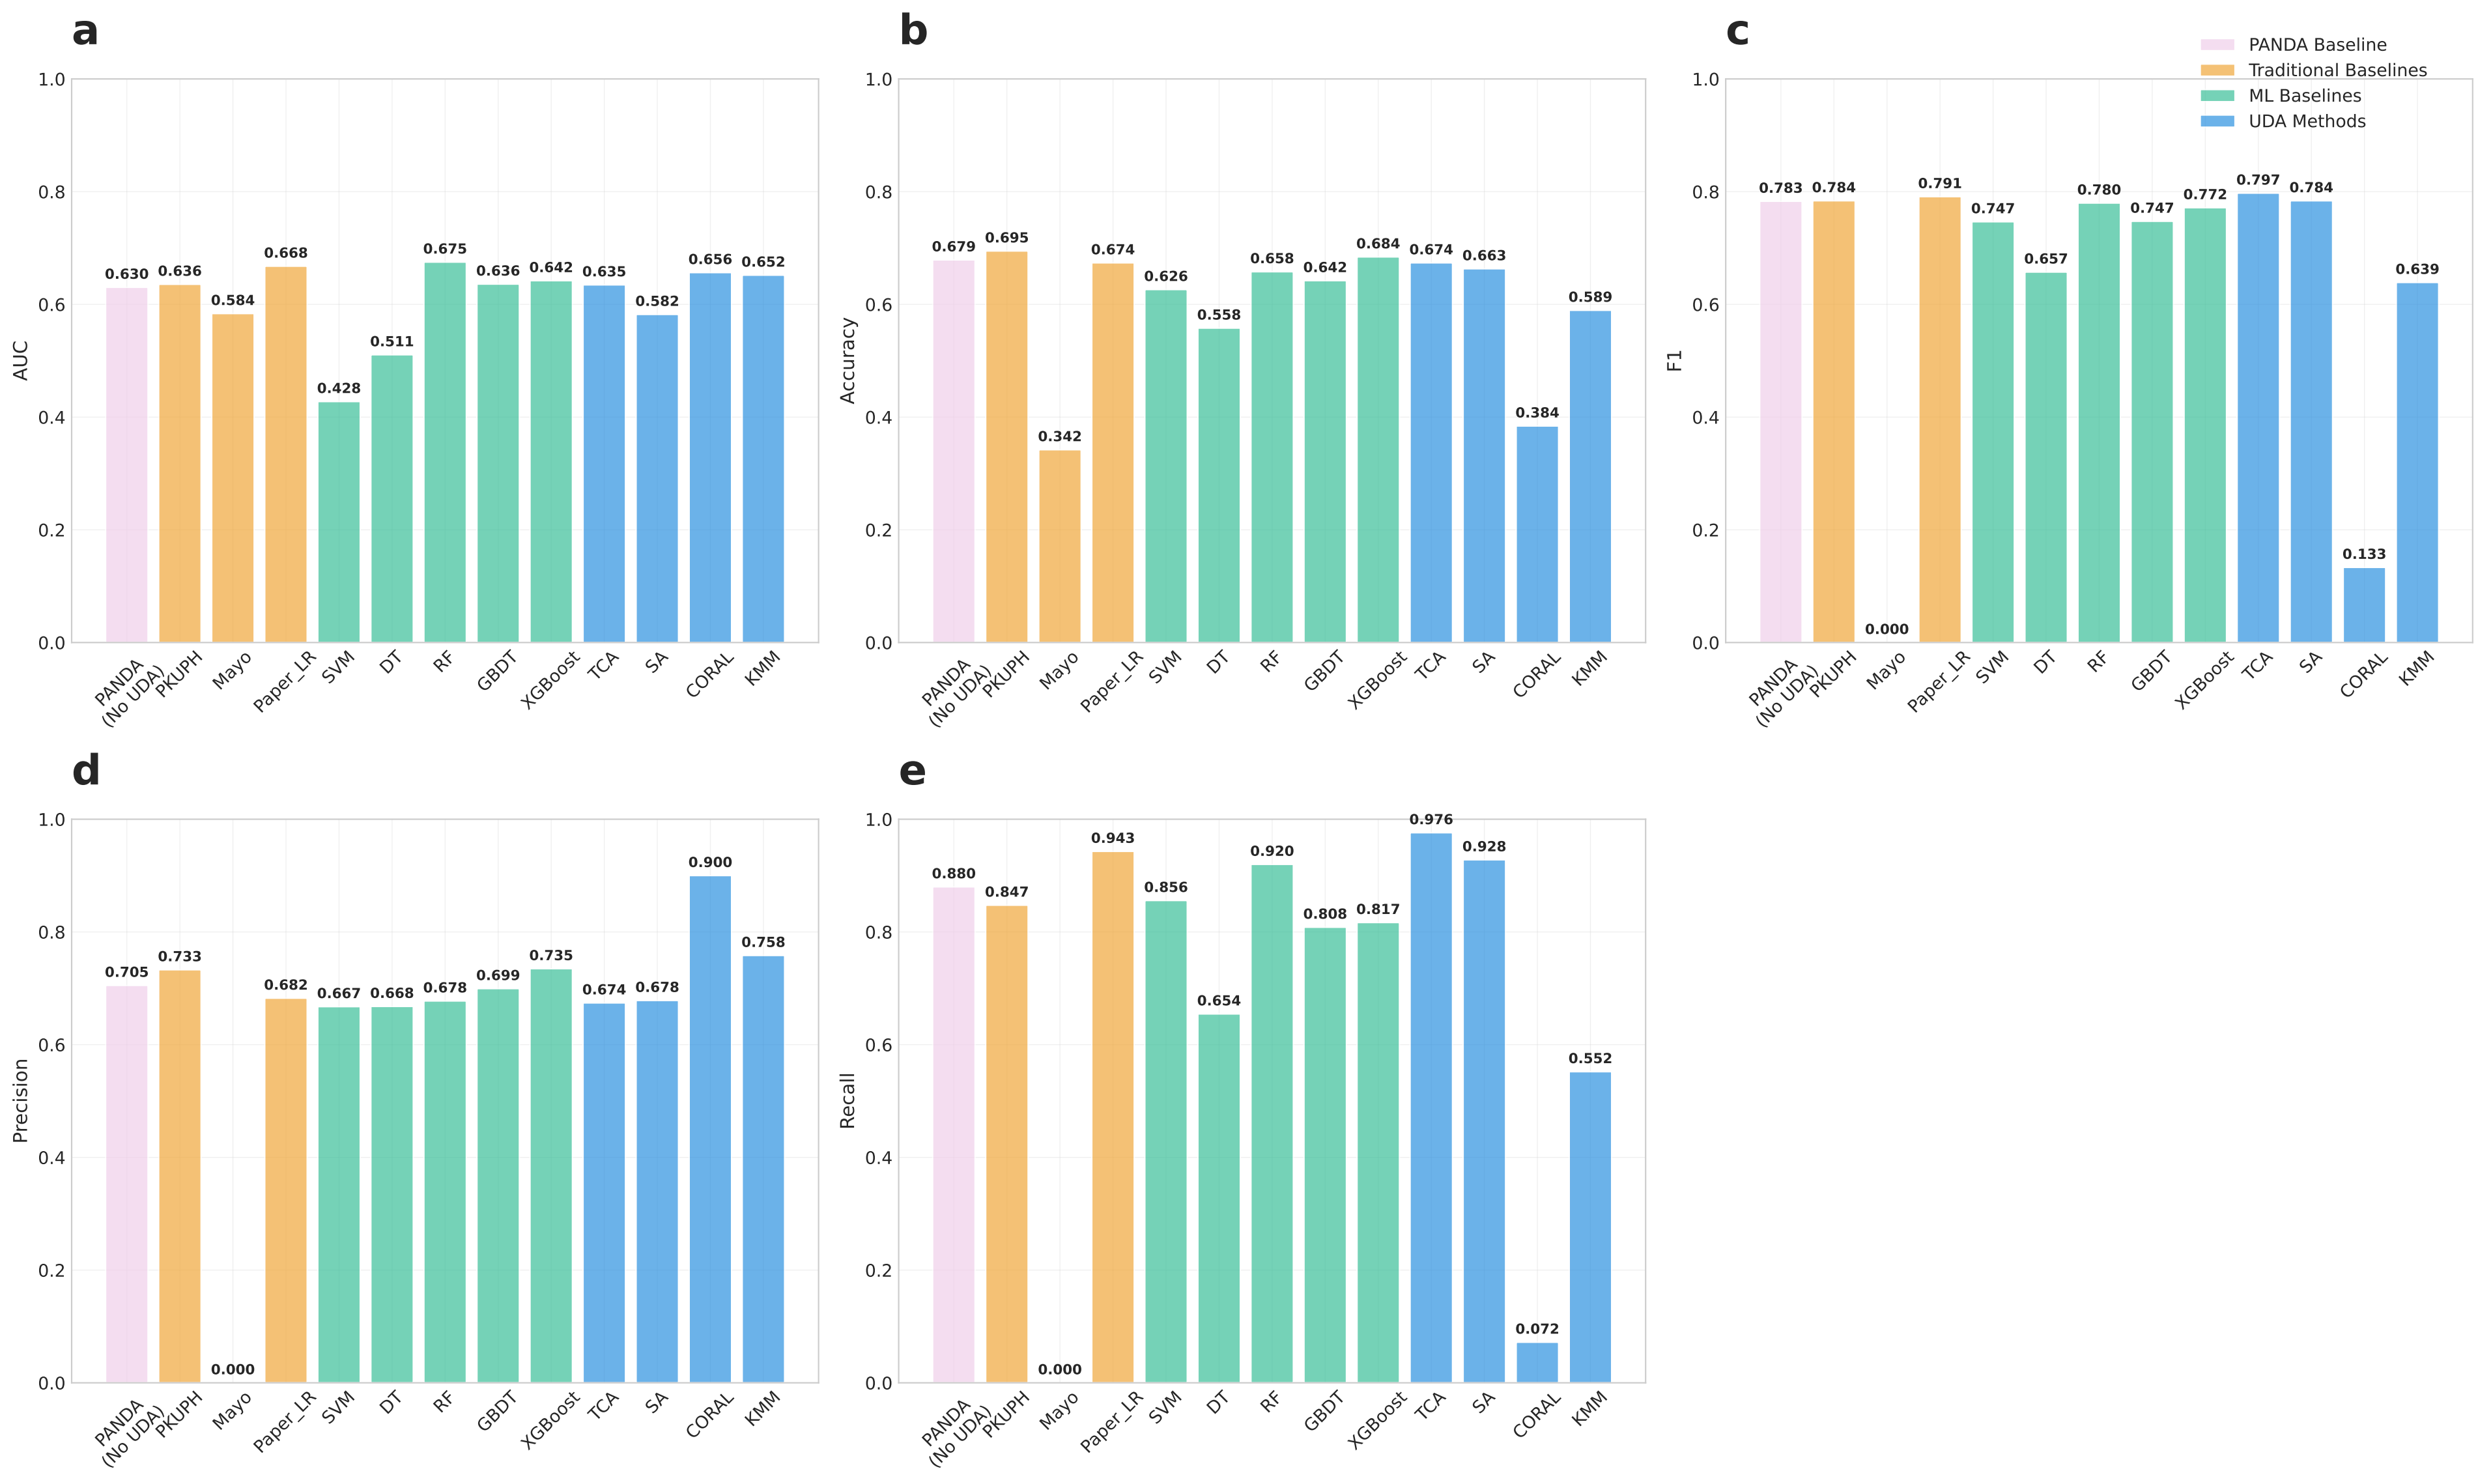 a
1.0
0.8
0.6
0.4
0.2
0.0
AUC
0.630
0.636
0.584
0.668
0.428
0.511
0.675
0.636
0.642
0.635
0.582
0.656
0.652
PANDA
(No UDA)
PKUPH
Mayo
Paper_LR
SVM
DT
RF
GBDT
XGBoost
TCA
SA
CORAL
KMM
b
1.0
0.8
0.6
0.4
0.2
0.0
Accuracy
0.679
0.695
0.342
0.674
0.626
0.558
0.658
0.642
0.684
0.674
0.663
0.384
0.589
PANDA
(No UDA)
PKUPH
Mayo
Paper_LR
SVM
DT
RF
GBDT
XGBoost
TCA
SA
CORAL
KMM
c
PANDA Baseline
Traditional Baselines
ML Baselines
UDA Methods
1.0
0.8
0.6
0.4
0.2
0.0
F1
0.783
0.784
0.000
0.791
0.747
0.657
0.780
0.747
0.772
0.797
0.784
0.133
0.639
PANDA
(No UDA)
PKUPH
Mayo
Paper_LR
SVM
DT
RF
GBDT
XGBoost
TCA
SA
CORAL
KMM
d
1.0
0.8
0.6
0.4
0.2
0.0
Precision
0.705
0.733
0.000
0.682
0.667
0.668
0.678
0.699
0.735
0.674
0.678
0.900
0.758
PANDA
(No UDA)
PKUPH
Mayo
Paper_LR
SVM
DT
RF
GBDT
XGBoost
TCA
SA
CORAL
KMM
e
1.0
0.8
0.6
0.4
0.2
0.0
Recall
0.880
0.847
0.000
0.943
0.856
0.654
0.920
0.808
0.817
0.976
0.928
0.072
0.552
PANDA
(No UDA)
PKUPH
Mayo
Paper_LR
SVM
DT
RF
GBDT
XGBoost
TCA
SA
CORAL
KMM